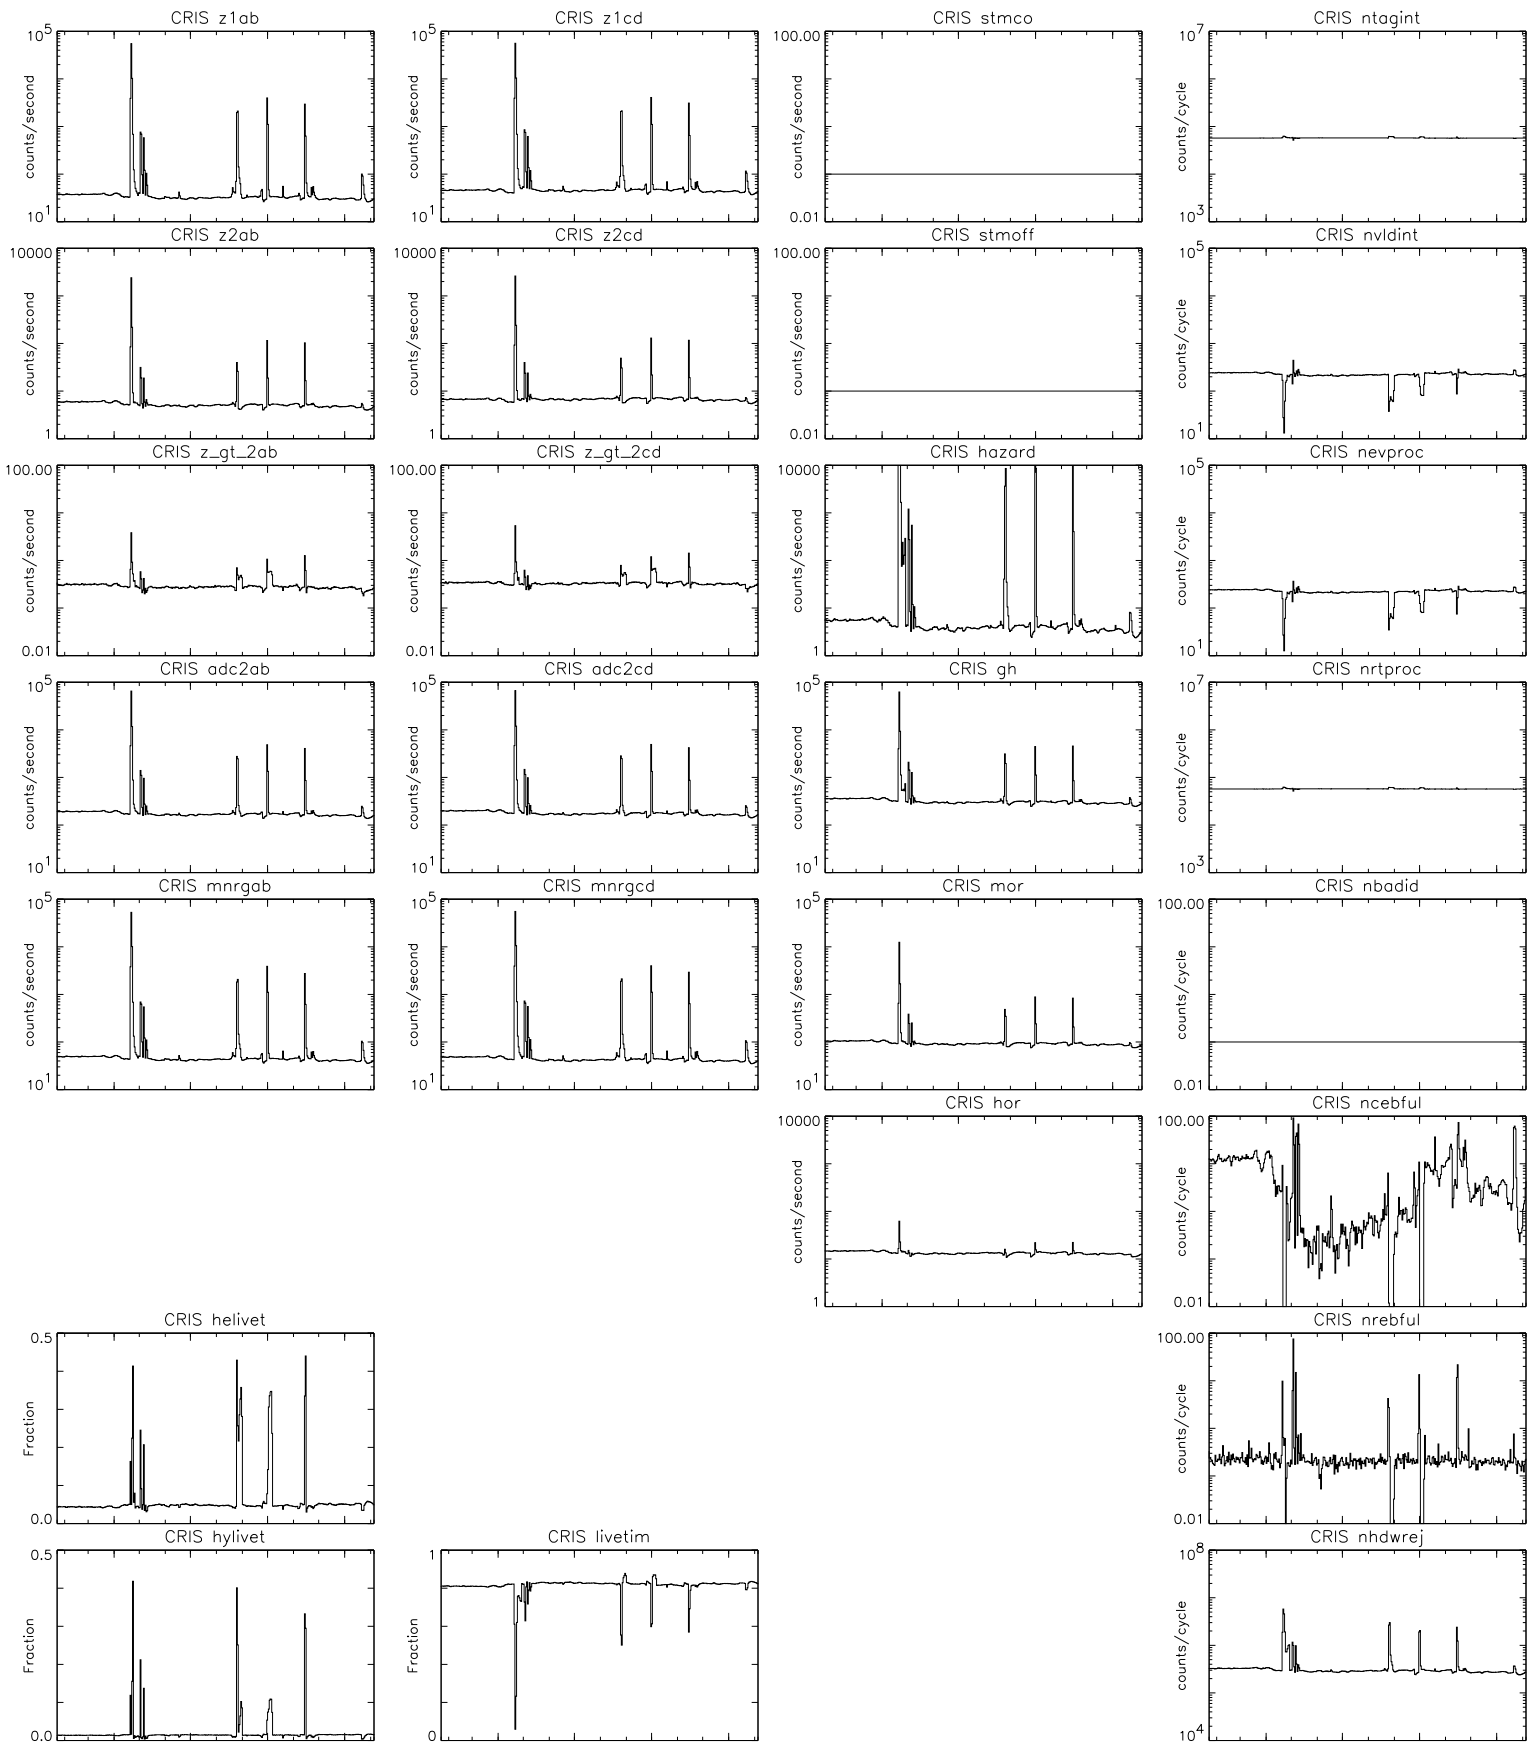 CRIS z1ab CRIS z1cd CRIS stmco CRIS ntagint
10^5 counts/second 10^1 10^5 counts/second 10^1 100.00 counts/second 0.01 10^7 counts/cycle 10^3
CRIS z2ab CRIS z2cd CRIS stmoff CRIS nvldint
10000 counts/second 1 10000 counts/second 1 100.00 counts/second 0.01 10^5 counts/cycle 10^1
CRIS z_gt_2ab CRIS z_gt_2cd CRIS hazard CRIS nevproc
100.00 counts/second 0.01 100.00 counts/second 0.01 10000 counts/second 1 10^5 counts/cycle 10^1
CRIS adc2ab CRIS adc2cd CRIS gh CRIS nrtproc
10^5 counts/second 10^1 10^5 counts/second 10^1 10^5 counts/second 10^1 10^7 counts/cycle 10^3
CRIS mnrgab CRIS mnrgcd CRIS mor CRIS nbadid
10^5 counts/second 10^1 10^5 counts/second 10^1 10^5 counts/second 10^1 100.00 counts/cycle 0.01
CRIS hor CRIS ncebful
10000 counts/second 1 100.00 counts/cycle 0.01
CRIS helivet CRIS nrebful
0.5 Fraction 0.0 100.00 counts/cycle 0.01
CRIS hylivet CRIS livetim CRIS nhdwrej
0.5 Fraction 0.0 1 Fraction 0 10^8 counts/cycle 10^4